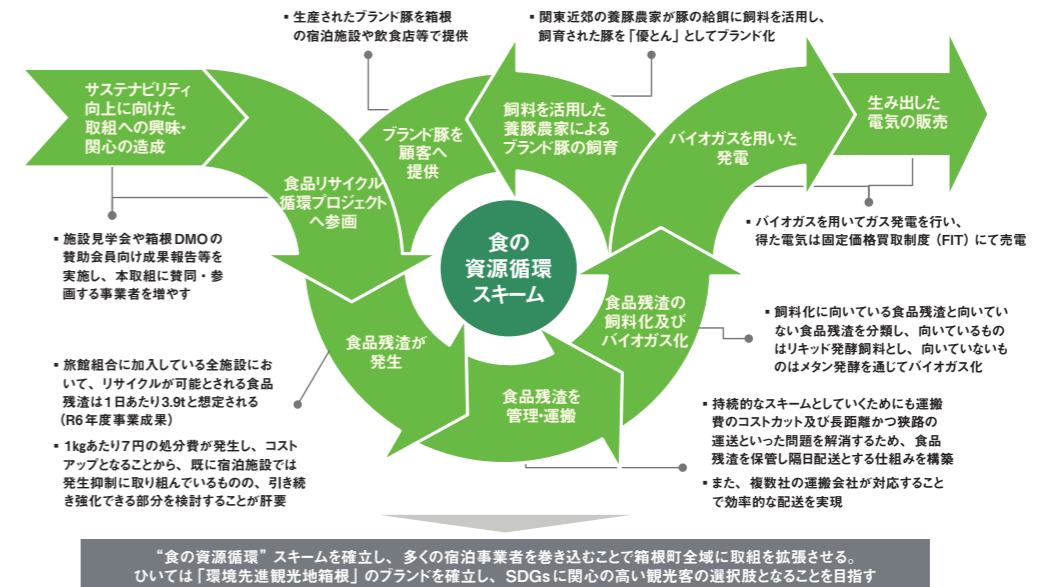 ▪ 生産されたブランド豚を箱根
の宿泊施設や飲食店等で提供
▪ 関東近郊の養豚農家が豚の給餌に飼料を活用し、
飼育された豚を「優とん」としてブランド化
サステナビリティ
向上に向けた
取組への興味・
関心の造成
食品リサイクル
循環プロジェクト
へ参画
ブランド豚を
顧客へ
提供
飼料を活用した
養豚農家による
ブランド豚の飼育
バイオガスを用いた
発電
生み出した
電気の販売
食の
資源循環
スキーム
▪ 施設見学会や箱根DMOの
賛助会員向け成果報告等を
実施し、本取組に賛同・参
画する事業者を増やす
▪ バイオガスを用いてガス発電を行い、
得た電気は固定価格買取制度（FIT）にて売電
食品残渣が
発生
食品残渣を
管理・運搬
食品残渣の
飼料化及び
バイオガス化
▪ 飼料化に向いている食品残渣と向いてい
ない食品残渣を分類し、向いているもの
はリキッド発酵飼料とし、向いていないも
のはメタン発酵を通じてバイオガス化
▪ 旅館組合に加入している全施設にお
いて、リサイクルが可能とされる食品
残渣は1日あたり3.9tと想定される
（R6年度事業成果）
▪ 1kgあたり7円の処分費が発生し、コスト
アップとなることから、既に宿泊施設では
発生抑制に取り組んでいるものの、引き続
き強化できる部分を検討することが肝要
▪ 持続的なスキームとしていくためにも運搬
費のコストカット及び長距離かつ狭路の
運送といった問題を解消するため、食品
残渣を保管し隔日配送とする仕組みを構築
▪ また、複数社の運搬会社が対応すること
で効率的な配送を実現
“食の資源循環”スキームを確立し、多くの宿泊事業者を巻き込むことで箱根町全域に取組を拡張させる。
ひいては「環境先進観光地箱根」のブランドを確立し、SDGsに関心の高い観光客の選択肢となることを目指す